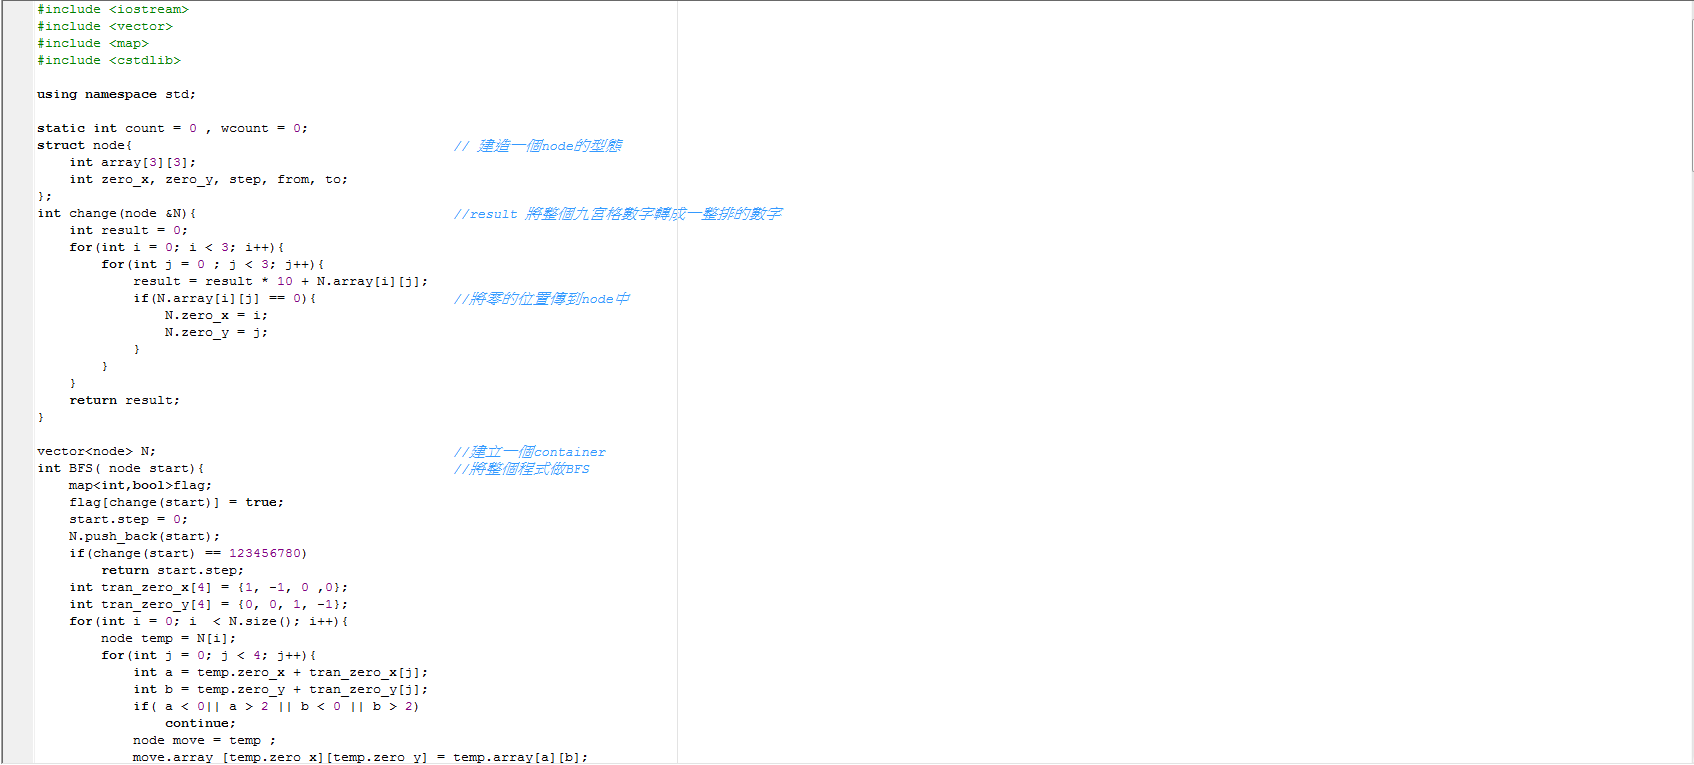 #include <iostream>
#include <vector>
#include <map>
#include <cstdlib>
using namespace std;
static int count = 0 , wcount = 0;
struct node{ // 建造一個node的型態
int array[3][3];
int zero_x, zero_y, step, from, to;
};
int change(node &N){ //result 將整個九宮格數字轉成一整排的數字
int result = 0;
for(int i = 0; i < 3; i++){
for(int j = 0 ; j < 3; j++){
result = result * 10 + N.array[i][j];
if(N.array[i][j] == 0){ //將零的位置傳到node中
N.zero_x = i;
N.zero_y = j;
}
}
}
return result;
}
vector<node> N; //建立一個container
int BFS( node start){ //將整個程式做BFS
map<int,bool>flag;
flag[change(start)] = true;
start.step = 0;
N.push_back(start);
if(change(start) == 123456780)
return start.step;
int tran_zero_x[4] = {1, -1, 0 ,0};
int tran_zero_y[4] = {0, 0, 1, -1};
for(int i = 0; i  < N.size(); i++){
node temp = N[i];
for(int j = 0; j < 4; j++){
int a = temp.zero_x + tran_zero_x[j];
int b = temp.zero_y + tran_zero_y[j];
if( a < 0|| a > 2 || b < 0 || b > 2)
continue;
node move = temp ;
move.array [temp.zero_x][temp.zero_y] = temp.array[a][b];